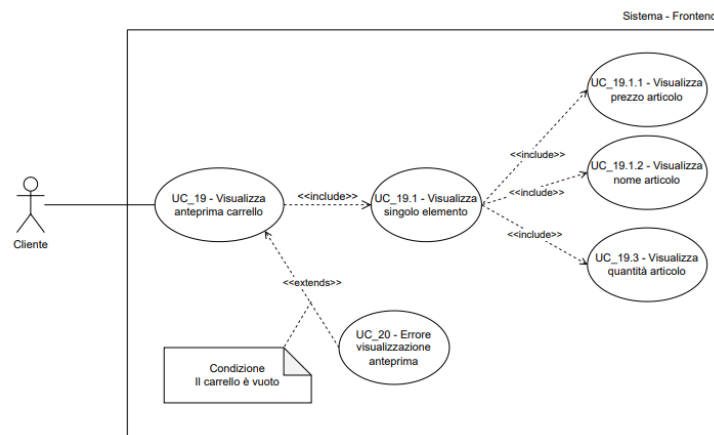 Sistema - Frontend
UC_19.1.1 - Visualizza
prezzo articolo
<<include>>
UC_19 - Visualizza
anteprima carrello
<<include>>
UC_19.1 - Visualizza
singolo elemento
<<include>>
UC_19.1.2 - Visualizza
nome articolo
Cliente
<<include>>
UC_19.3 - Visualizza
quantità articolo
<<extends>>
UC_20 - Errore
visualizzazione
anteprima
Condizione
Il carrello è vuoto